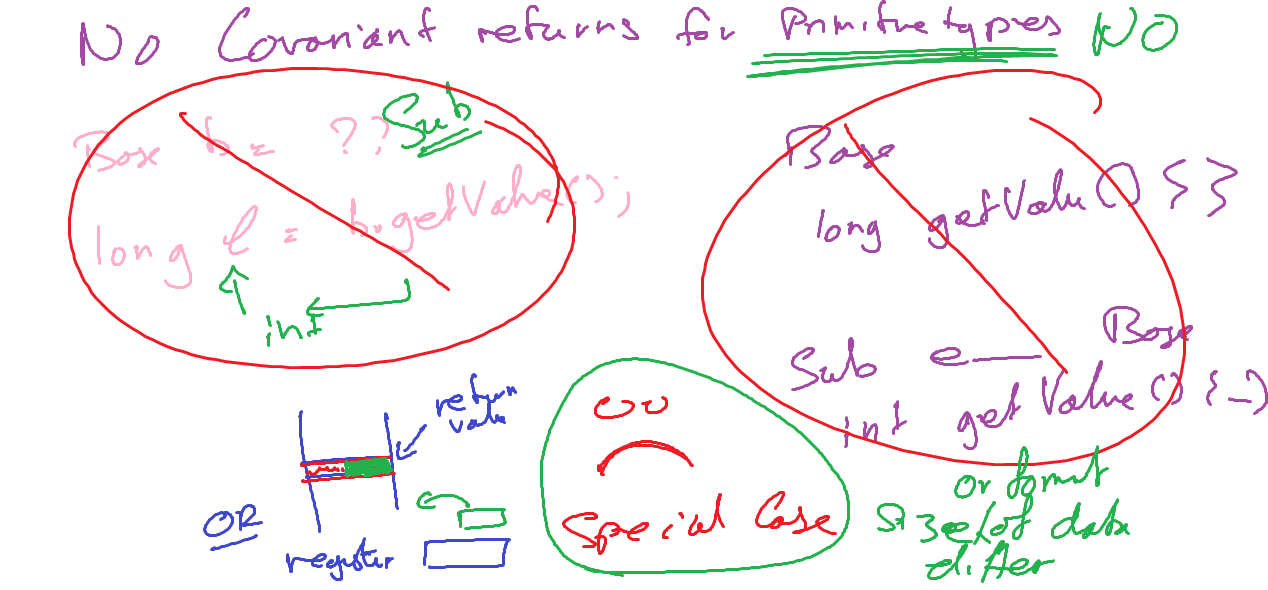 No Covariant returns for Primitive types NO
Base b = ?? Sub
long l = b.getValue();
int
Base
long getValue() { }
Sub e—— Base
int getValue() { _ }
return
value
OR
register
Special Case
or format
size/of data
differ